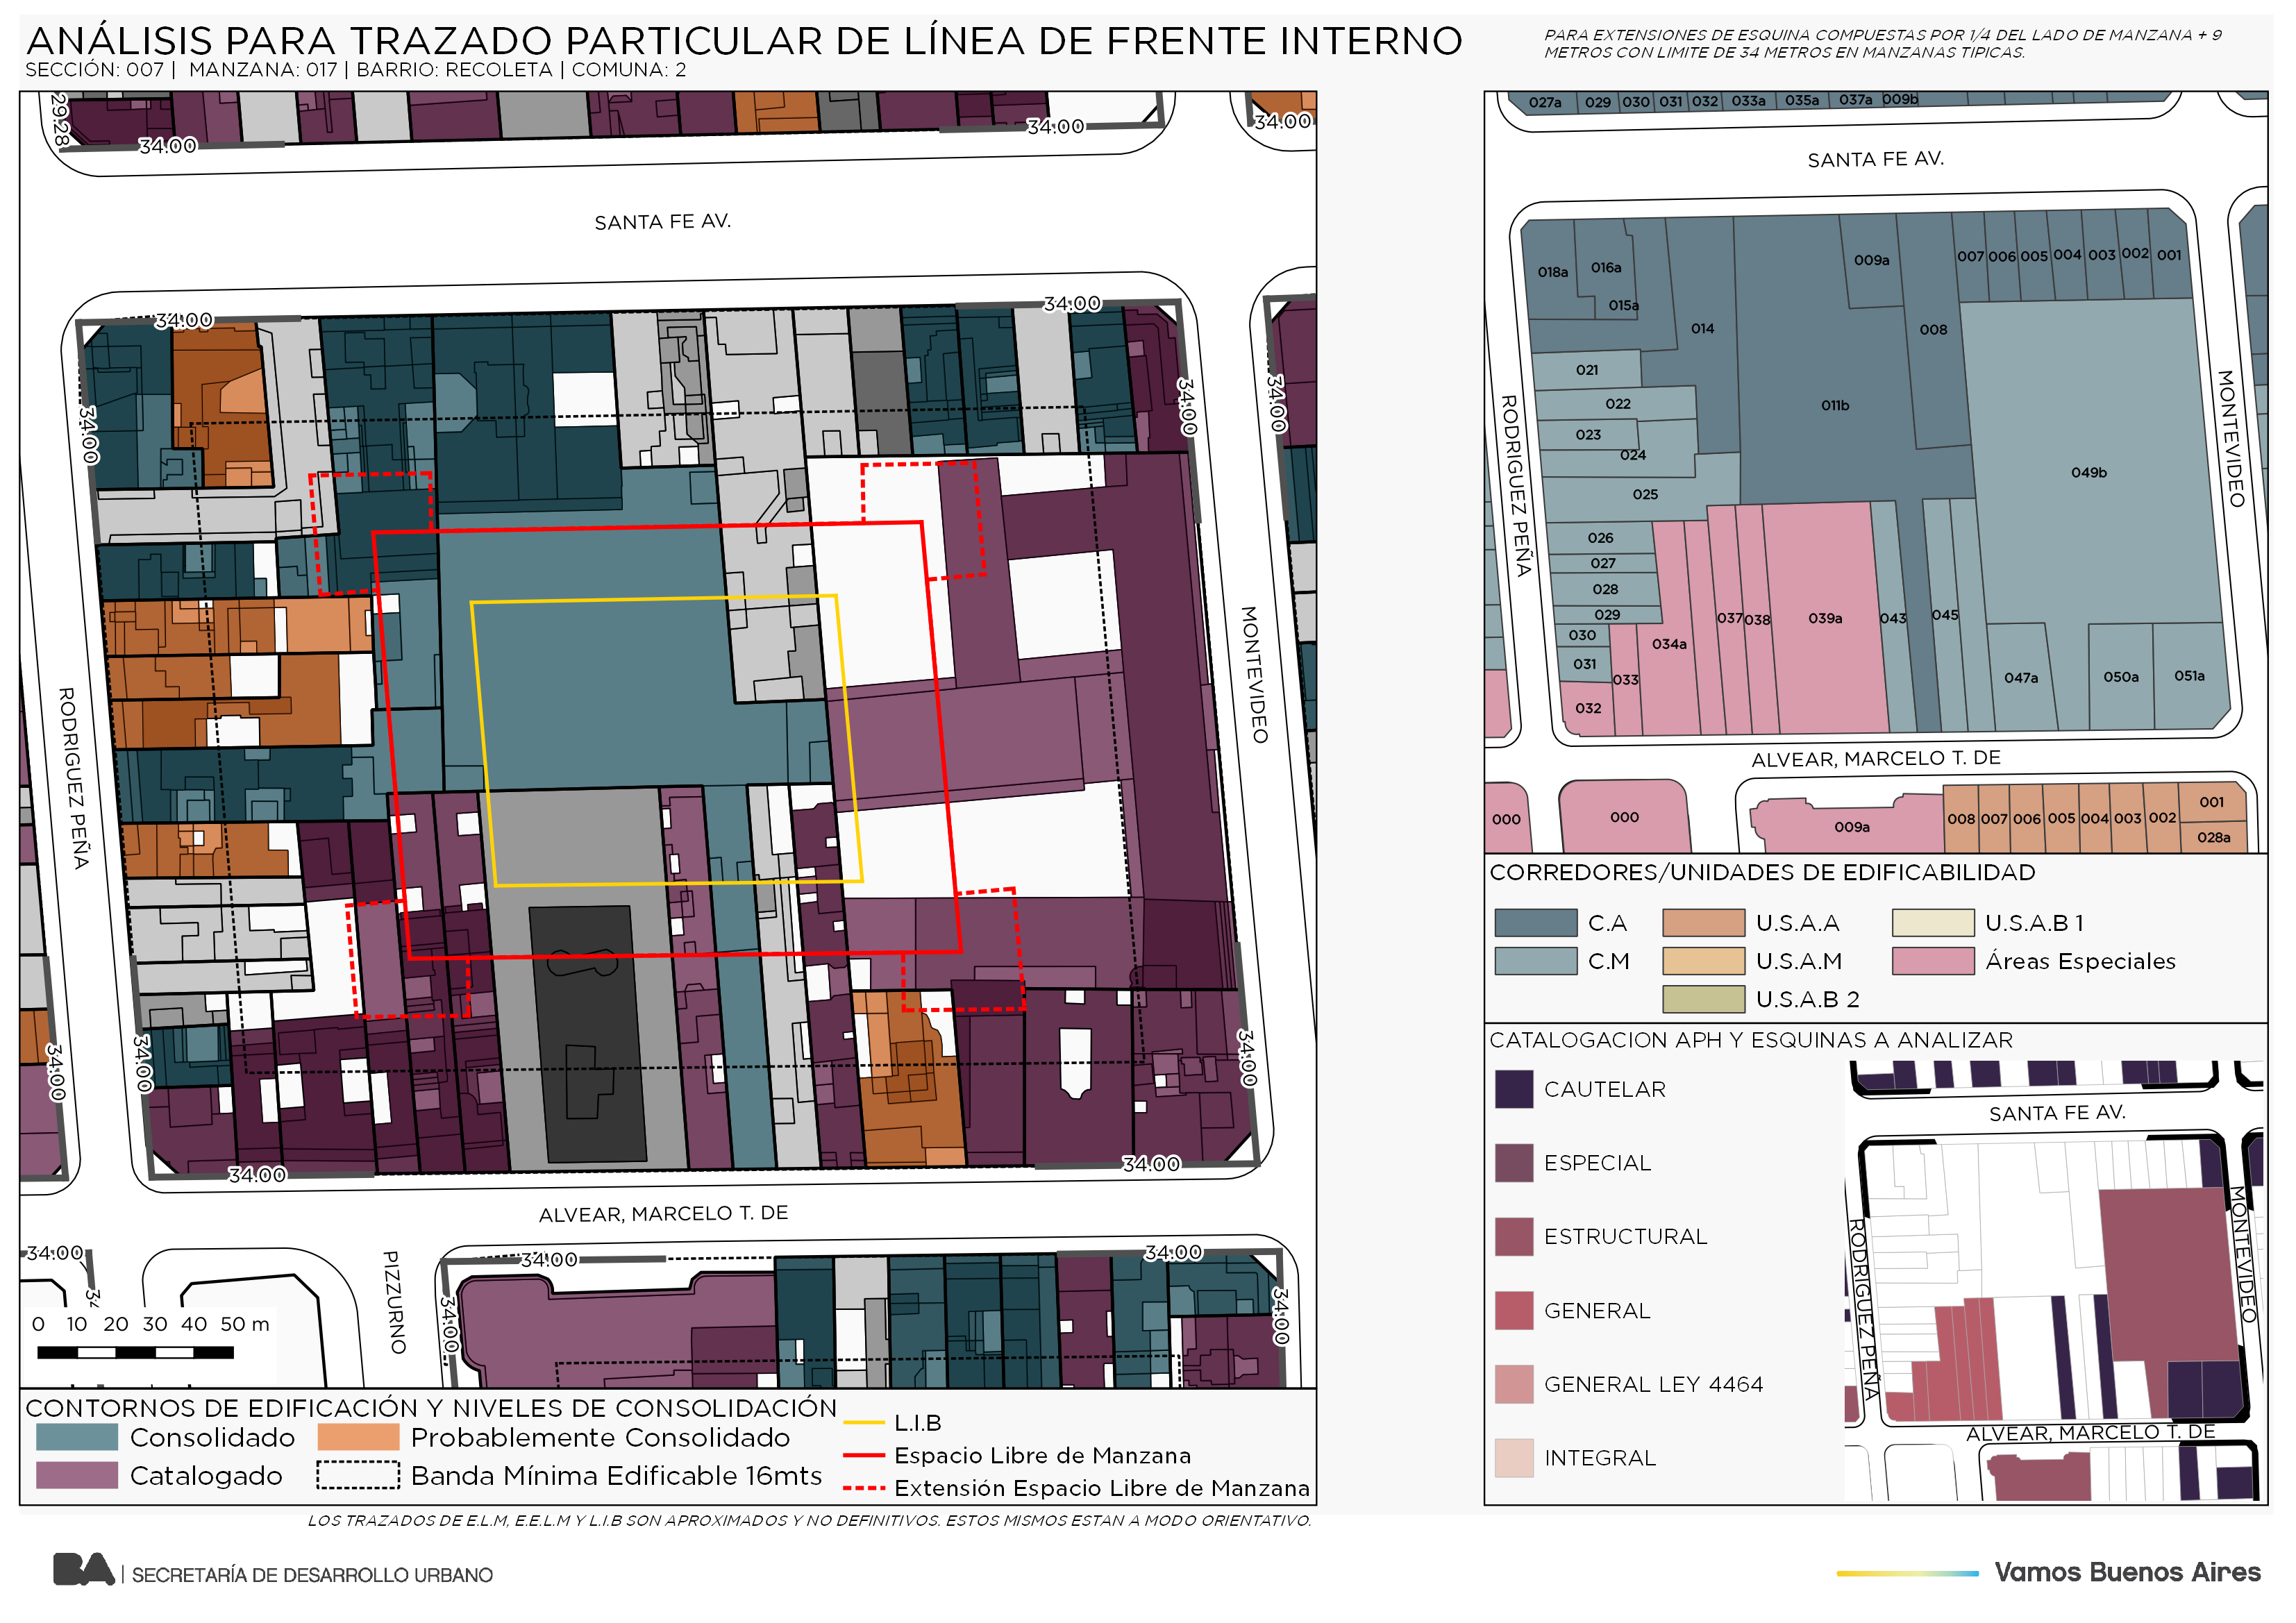 ANÁLISIS PARA TRAZADO PARTICULAR DE LÍNEA DE FRENTE INTERNO
SECCIÓN: 007 | MANZANA: 017 | BARRIO: RECOLETA | COMUNA: 2
PARA EXTENSIONES DE ESQUINA COMPUESTAS POR 1/4 DEL LADO DE MANZANA + 9
METROS CON LIMITE DE 34 METROS EN MANZANAS TIPICAS.
29.28
34.00
34.00
34.00
SANTA FE AV.
34.00
34.00
34.00
34.00
34.00
RODRIGUEZ PEÑA
MONTEVIDEO
34.00
34.00
34.00
34.00
34.00
ALVEAR, MARCELO T. DE
PIZZURNO
34.00
34
34.00
34.00
34.00
34.00
0 10 20 30 40 50 m
CONTORNOS DE EDIFICACIÓN Y NIVELES DE CONSOLIDACIÓN
Consolidado
Probablemente Consolidado
Catalogado
Banda Mínima Edificable 16mts
L.I.B
Espacio Libre de Manzana
Extensión Espacio Libre de Manzana
027a 029 030 031 032 033a 035a 037a 009b
SANTA FE AV.
018a 016a 015a 014 009a 008 007 006 005 004 003 002 001
021
022
023
024
025
011b
049b
026
027
028
029
030
031
032
033
034a
037
038
039a
043
045
047a
050a
051a
RODRIGUEZ PEÑA
MONTEVIDEO
ALVEAR, MARCELO T. DE
000
000
009a
008 007 006 005 004 003 002 001
028a
CORREDORES/UNIDADES DE EDIFICABILIDAD
C.A
U.S.A.A
U.S.A.B 1
C.M
U.S.A.M
Áreas Especiales
U.S.A.B 2
CATALOGACION APH Y ESQUINAS A ANALIZAR
CAUTELAR
ESPECIAL
ESTRUCTURAL
GENERAL
GENERAL LEY 4464
INTEGRAL
SANTA FE AV.
RODRIGUEZ PEÑA
MONTEVIDEO
ALVEAR, MARCELO T. DE
LOS TRAZADOS DE E.L.M, E.E.L.M Y L.I.B SON APROXIMADOS Y NO DEFINITIVOS. ESTOS MISMOS ESTAN A MODO ORIENTATIVO.
BA | SECRETARÍA DE DESARROLLO URBANO
Vamos Buenos Aires